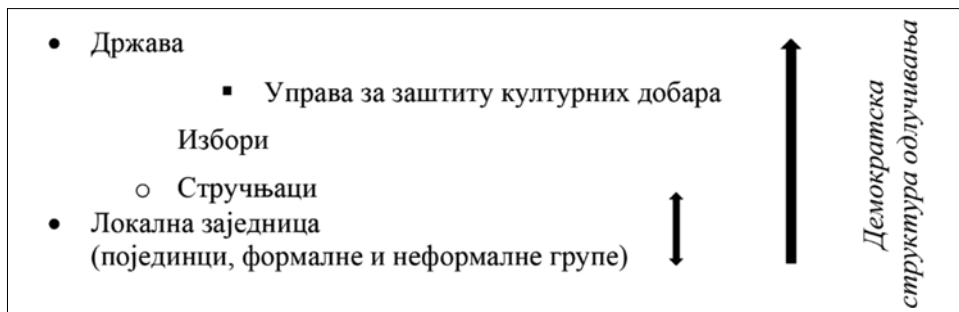 • Држава
▪ Управа за заштиту културних добара
Избори
o Стручњаци
• Локална заједница
(појединци, формалне и неформалне групе)
Демократска
структура одлучивања